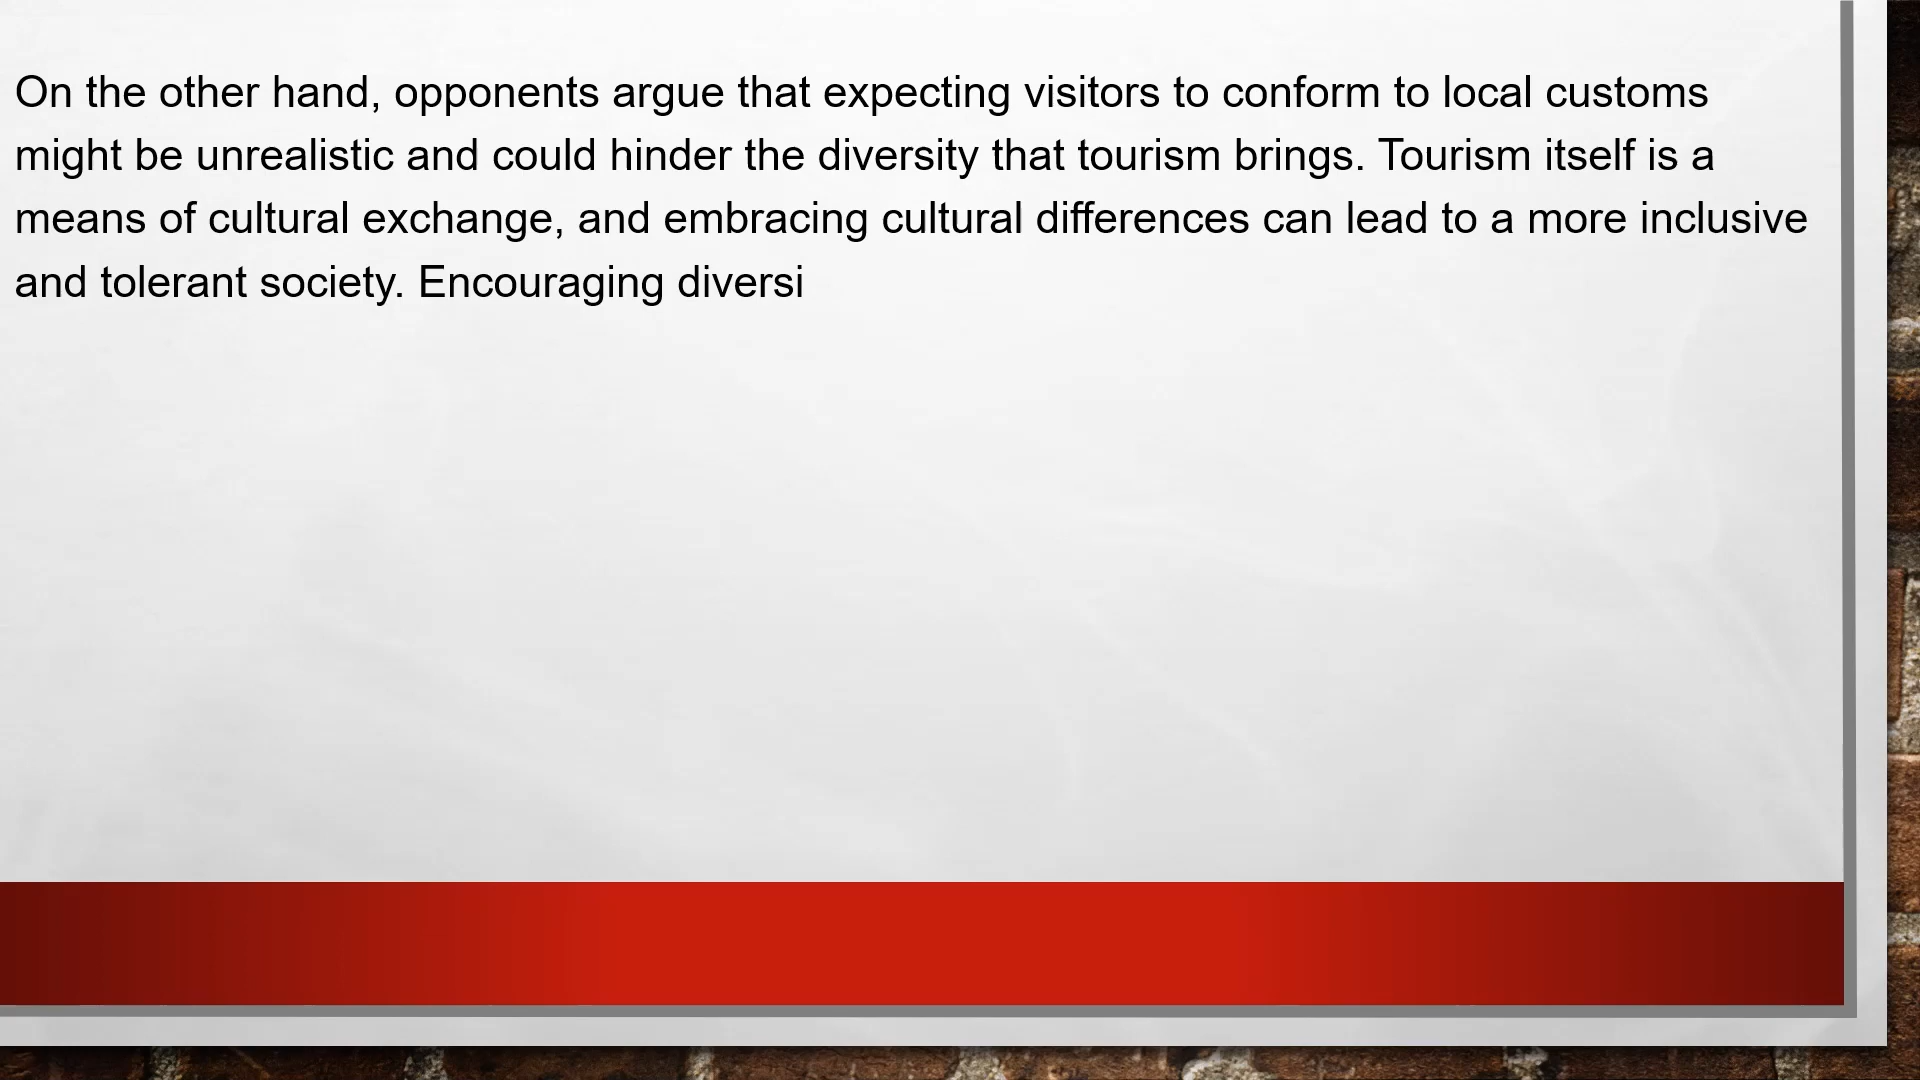 On the other hand, opponents argue that expecting visitors to conform to local customs
might be unrealistic and could hinder the diversity that tourism brings. Tourism itself is a
means of cultural exchange, and embracing cultural differences can lead to a more inclusive
and tolerant society. Encouraging diversi